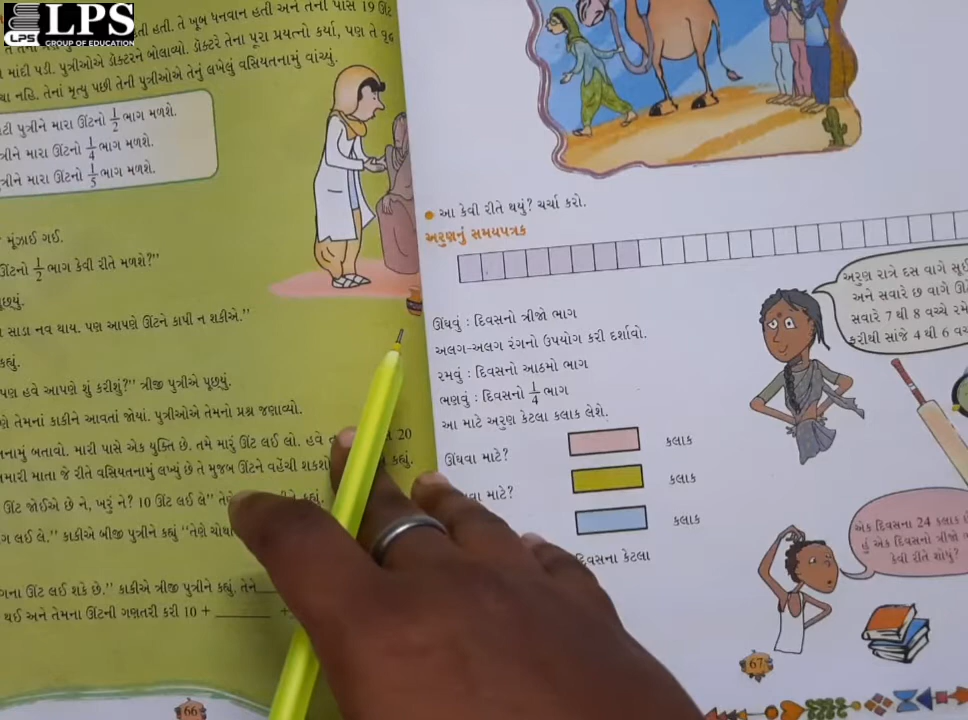 LPS
GROUP OF EDUCATION
હતી. તે ખૂબ ધનવાન હતી અને તેની પાસે 19 ઊંટ
માંદી પડી. પુત્રીઓએ ડૉક્ટરને બોલાવ્યો. ડૉક્ટરે તેના પૂરા પ્રયત્નો કર્યા, પણ તે વૃદ્ધ
નહિ. તેનાં મૃત્યુ પછી તેની પુત્રીઓએ તેનું લખેલું વસિયતનામું વાંચ્યું.
પુત્રીને મારા ઊંટનો 1/2 ભાગ મળશે.
ત્રીને મારા ઊંટનો 1/4 ભાગ મળશે.
ત્રીને મારા ઊંટનો 1/5 ભાગ મળશે.
મૂંઝાઈ ગઈ.
ઊંટનો 1/2 ભાગ કેવી રીતે મળશે?"
પૂછ્યું.
સાડા નવ થાય. પણ આપણે ઊંટને કાપી ન શકીએ."
કહ્યું.
પણ હવે આપણે શું કરીશું?" ત્રીજી પુત્રીએ પૂછ્યું.
તેમનાં કાકીને આવતાં જોયાં. પુત્રીઓએ તેમનો પ્રશ્ન જણાવ્યો.
બતાવો. મારી પાસે એક યુક્તિ છે. તમે મારું ઊંટ લઈ લો. હવે 20
માતા જે રીતે વસિયતનામું લખ્યું છે તે મુજબ ઊંટને વહેંચી શકશો કહ્યું.
ઊંટ જોઈએ છે ને, ખરું ને? 10 ઊંટ લઈ લે" કહ્યું.
લઈ લે." કાકીએ બીજી પુત્રીને કહ્યું "તેણે
ઊંટ લઈ શકે છે." કાકીએ ત્રીજી પુત્રીને કહ્યું. તેને
થઈ અને તેમના ઊંટની ગણતરી કરી 10 + ______ +
66
• આ કેવી રીતે થયું? ચર્ચા કરો.
અરુણનું સમયપત્રક
ઊંઘવું : દિવસનો ત્રીજો ભાગ
અલગ-અલગ રંગનો ઉપયોગ કરી દર્શાવો.
રમવું : દિવસનો આઠમો ભાગ
ભણવું : દિવસનો 1/4 ભાગ
આ માટે અરુણ કેટલા કલાક લેશે.
ઊંઘવા માટે? કલાક
માટે? કલાક
કલાક
દિવસના કેટલા
અરુણ રાત્રે દસ વાગે
અને સવારે છ વાગે
સવારે 7 થી 8 વચ્ચે
ફરીથી સાંજે 4 થી 6
એક દિવસના 24 કલાક
હું એક દિવસનો ત્રીજો
કેવી રીતે શોધું?
67